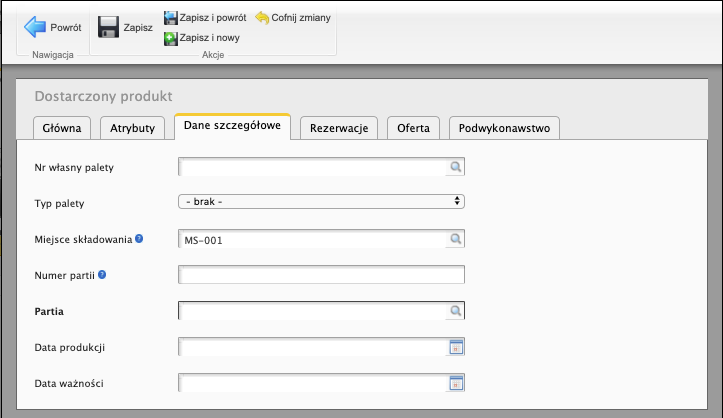 Powrót
Zapisz
Zapisz i powrót
Cofnij zmiany
Zapisz i nowy
Nawigacja
Akcje
Dostarczony produkt
Główna
Atrybuty
Dane szczegółowe
Rezerwacje
Oferta
Podwykonawstwo
Nr własny palety
Typ palety
- brak -
Miejsce składowania ?
MS-001
Numer partii ?
Partia
Data produkcji
Data ważności